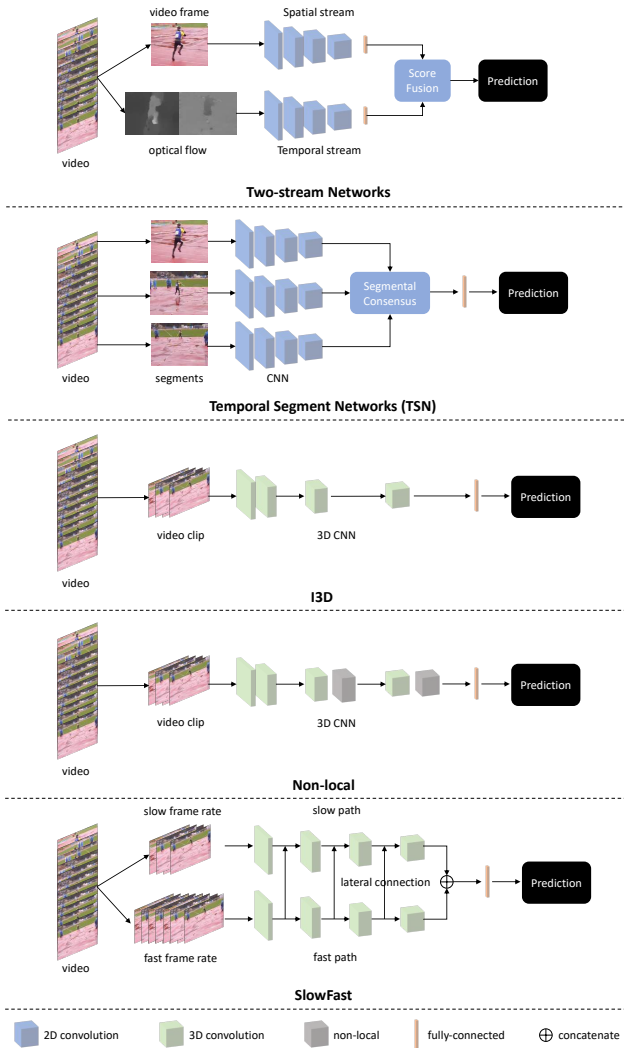 video frame
Spatial stream
Score
Fusion
Prediction
optical flow
Temporal stream
video
Two-stream Networks
Segmental
Consensus
Prediction
video
segments
CNN
Temporal Segment Networks (TSN)
Prediction
video clip
3D CNN
video
I3D
Prediction
video clip
3D CNN
video
Non-local
slow frame rate
slow path
lateral connection
Prediction
fast frame rate
fast path
video
SlowFast
2D convolution
3D convolution
non-local
fully-connected
concatenate